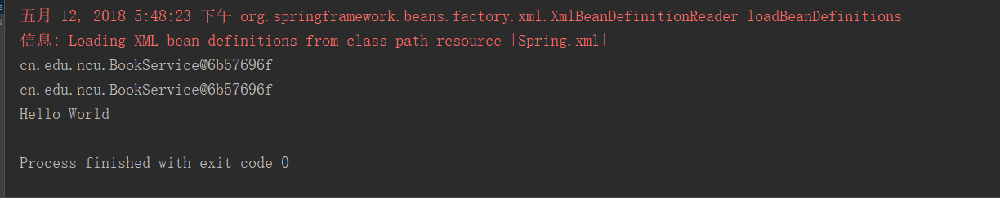 五月 12, 2018 5:48:23 下午 org.springframework.beans.factory.xml.XmlBeanDefinitionReader loadBeanDefinitions
信息: Loading XML bean definitions from class path resource [Spring.xml]
cn.edu.ncu.BookService@6b57696f
cn.edu.ncu.BookService@6b57696f
Hello World
Process finished with exit code 0